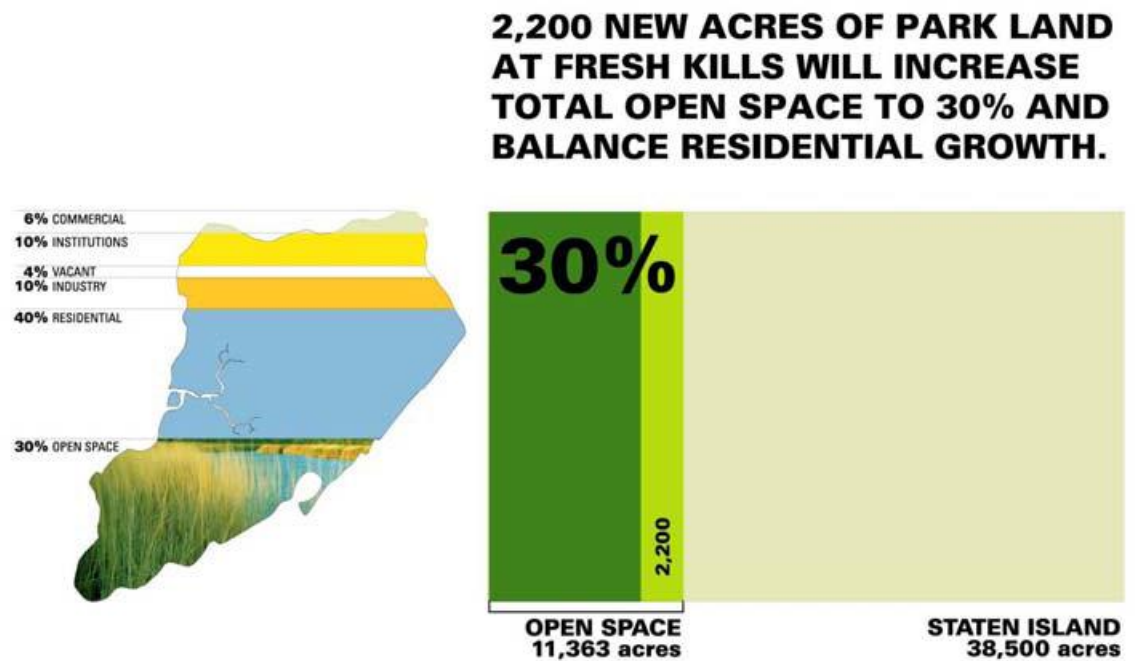 2,200 NEW ACRES OF PARK LAND
AT FRESH KILLS WILL INCREASE
TOTAL OPEN SPACE TO 30% AND
BALANCE RESIDENTIAL GROWTH.
6% COMMERCIAL
10% INSTITUTIONS
4% VACANT
10% INDUSTRY
40% RESIDENTIAL
30% OPEN SPACE
30%
2,200
OPEN SPACE
11,363 acres
STATEN ISLAND
38,500 acres